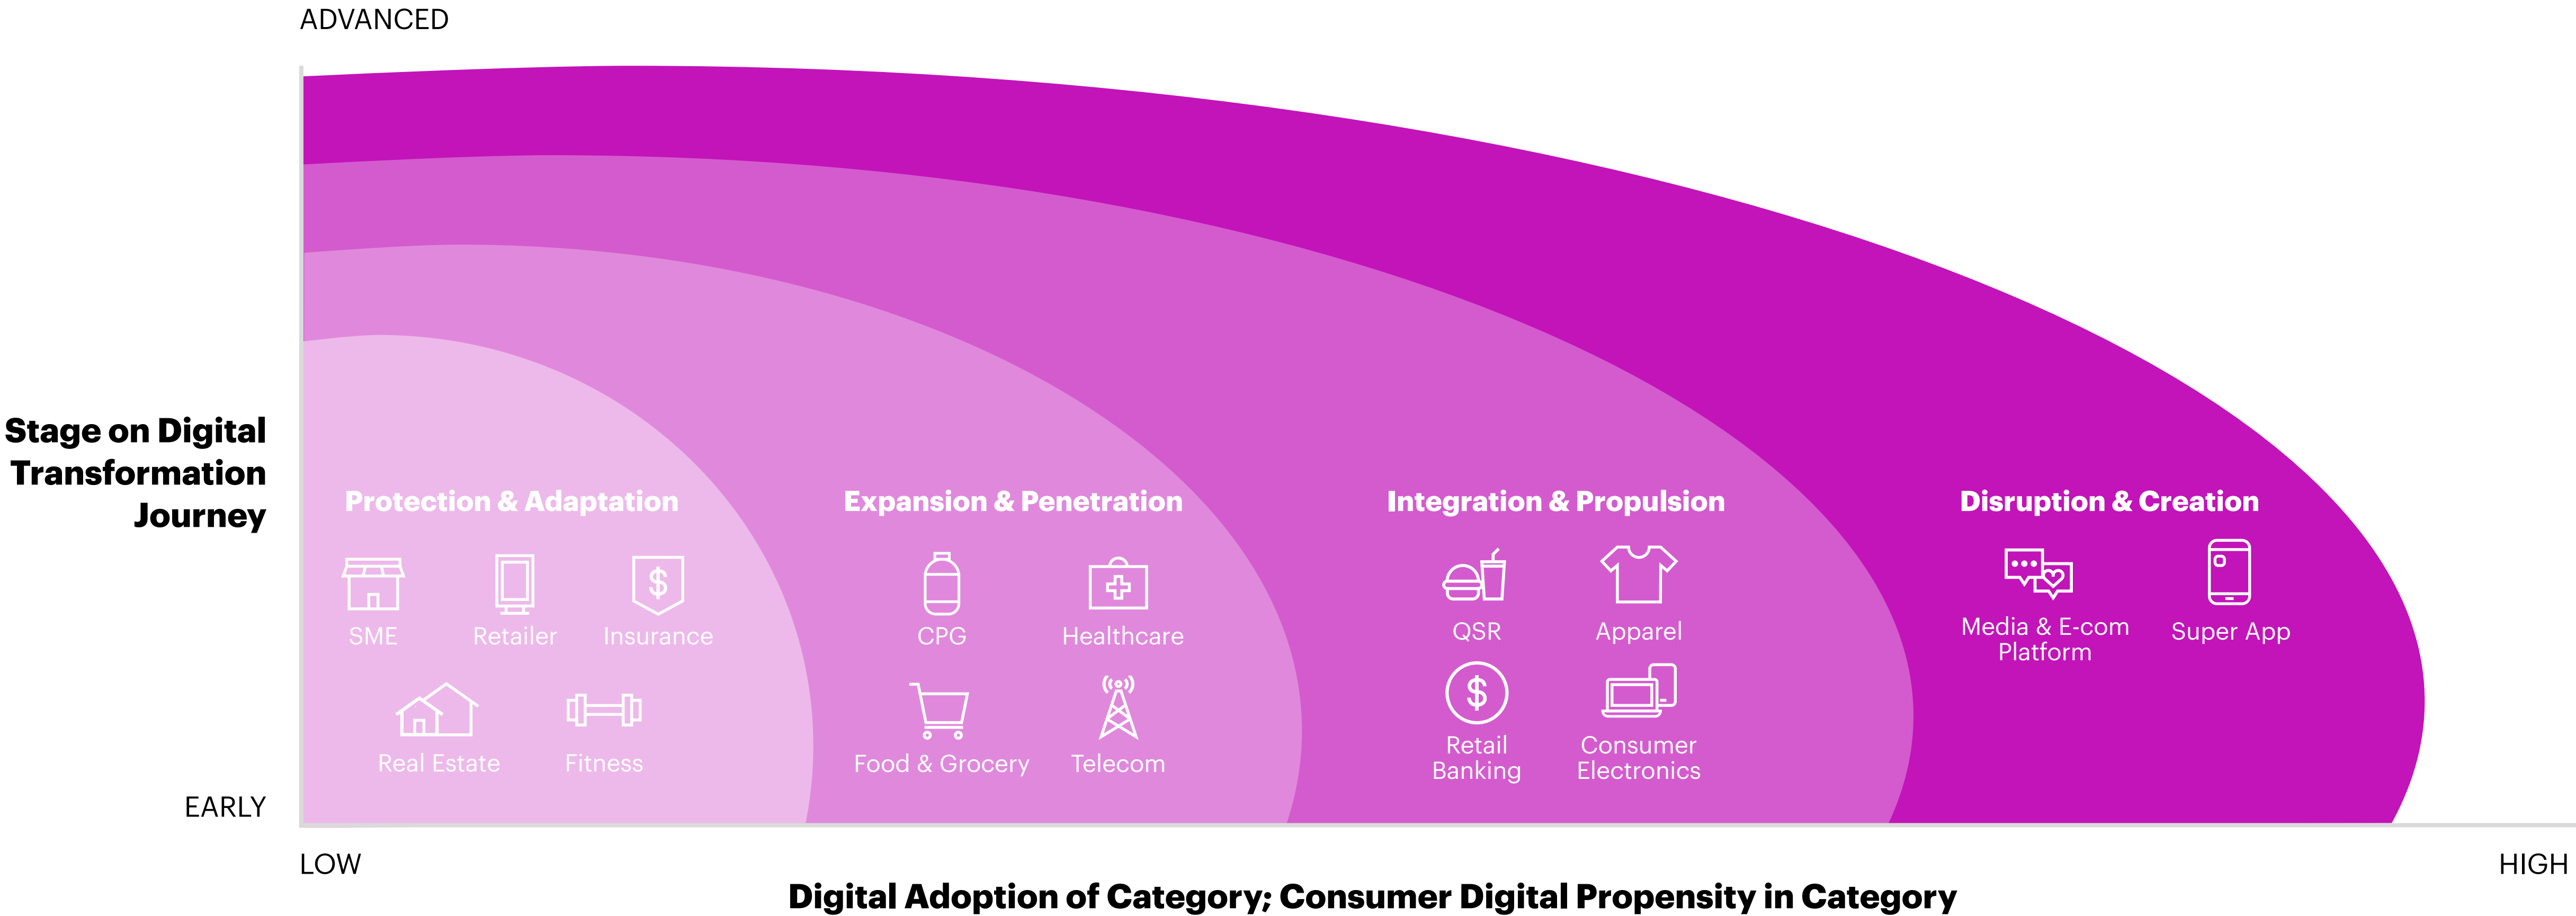 ADVANCED
Stage on Digital
Transformation
Journey
EARLY
Protection & Adaptation
SME
Retailer
Insurance
$
Real Estate
Fitness
Expansion & Penetration
CPG
Healthcare
Food & Grocery
Telecom
Integration & Propulsion
QSR
Apparel
$
Retail
Banking
Consumer
Electronics
Disruption & Creation
Media & E-com
Platform
Super App
LOW
HIGH
Digital Adoption of Category; Consumer Digital Propensity in Category